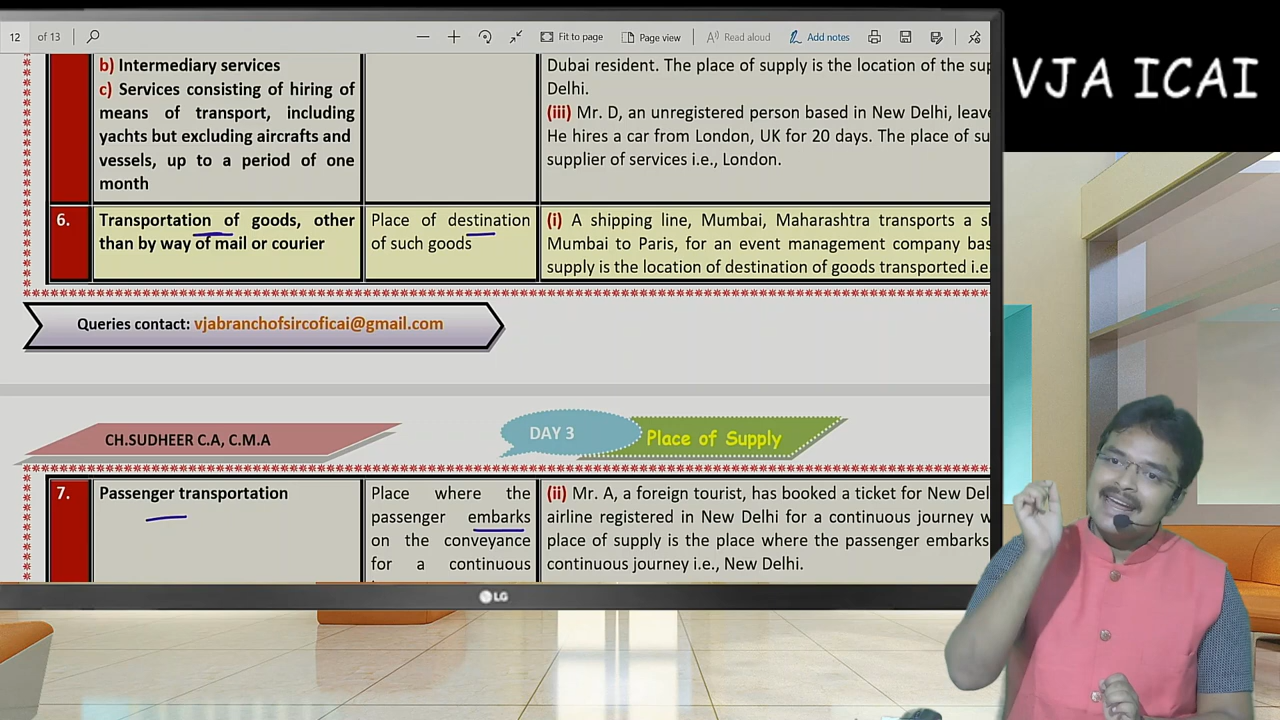 12 of 13
Fit to page
Page view
Read aloud
Add notes
VJA ICAI
b) Intermediary services
c) Services consisting of hiring of
means of transport, including
yachts but excluding aircrafts and
vessels, up to a period of one
month
Dubai resident. The place of supply is the location of the
Delhi.
(iii) Mr. D, an unregistered person based in New Delhi,
He hires a car from London, UK for 20 days. The place of
supplier of services i.e., London.
6.
Transportation of goods, other
than by way of mail or courier
Place of destination
of such goods
(i) A shipping line, Mumbai, Maharashtra transports a
Mumbai to Paris, for an event management company
supply is the location of destination of goods transported i.e.
Queries contact: vjabranchofsircoficai@gmail.com
CH.SUDHEER C.A, C.M.A
DAY 3
Place of Supply
7.
Passenger transportation
Place where the
passenger embarks
on the conveyance
for a continuous
(ii) Mr. A, a foreign tourist, has booked a ticket for New
airline registered in New Delhi for a continuous journey
place of supply is the place where the passenger embarks
continuous journey i.e., New Delhi.
LG